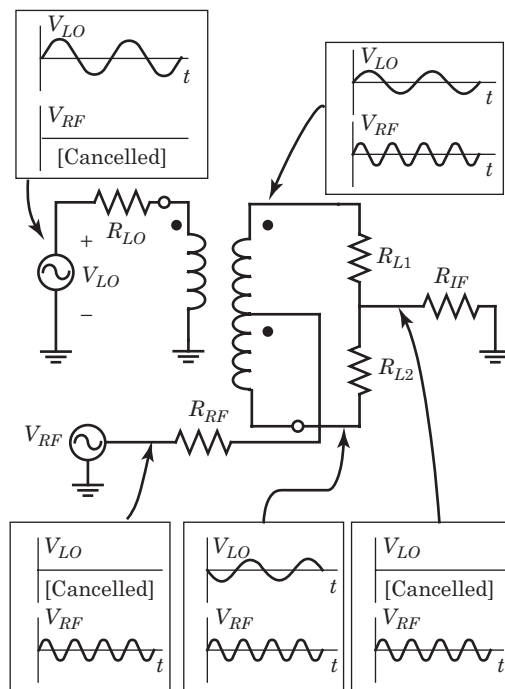 V_LO
t
V_RF
[Cancelled]
V_LO
t
V_RF
t
R_LO
+
V_LO
−
R_L1
R_IF
R_L2
R_RF
V_RF
V_LO
[Cancelled]
V_RF
t
V_LO
t
V_RF
t
V_LO
[Cancelled]
V_RF
t